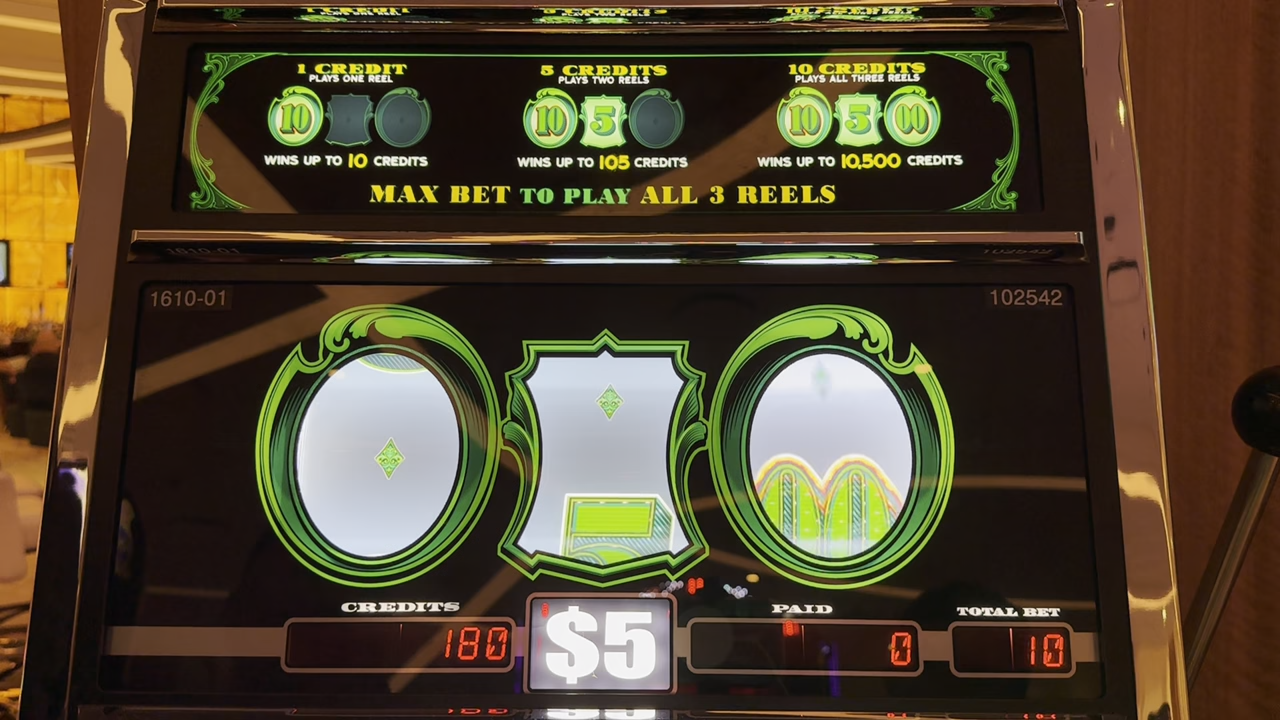 1 CREDIT
PLAYS ONE REEL
10
WINS UP TO 10 CREDITS
5 CREDITS
PLAYS TWO REELS
10 5
WINS UP TO 105 CREDITS
10 CREDITS
PLAYS ALL THREE REELS
10 5 00
WINS UP TO 10,500 CREDITS
MAX BET TO PLAY ALL 3 REELS
1610-01
102542
CREDITS
180
$5
PAID
0
TOTAL BET
10